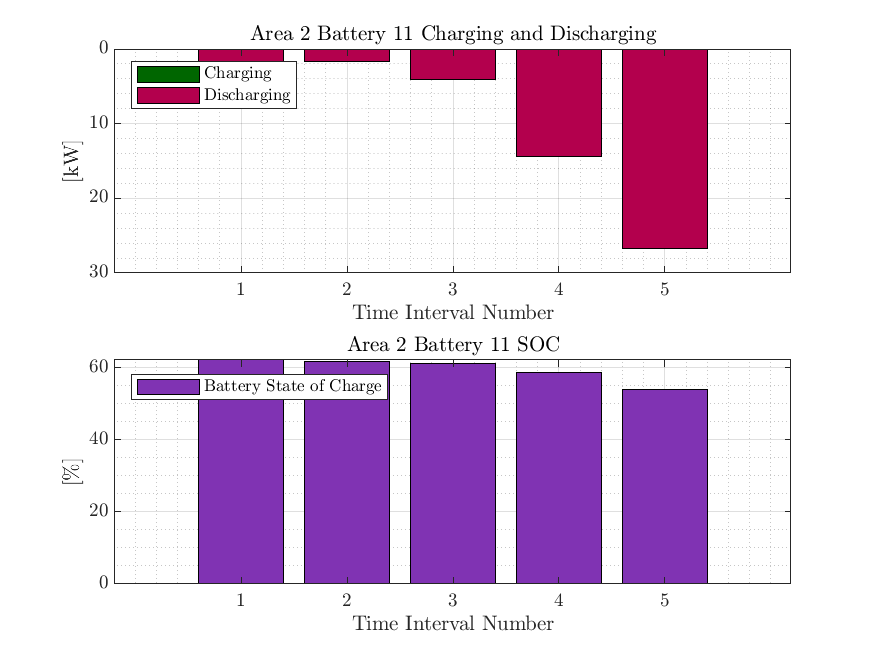 Area 2 Battery 11 Charging and Discharging
0
10
20
30
[kW]
Charging
Discharging
1 2 3 4 5
Time Interval Number
Area 2 Battery 11 SOC
60
40
20
0
[%]
Battery State of Charge
1 2 3 4 5
Time Interval Number